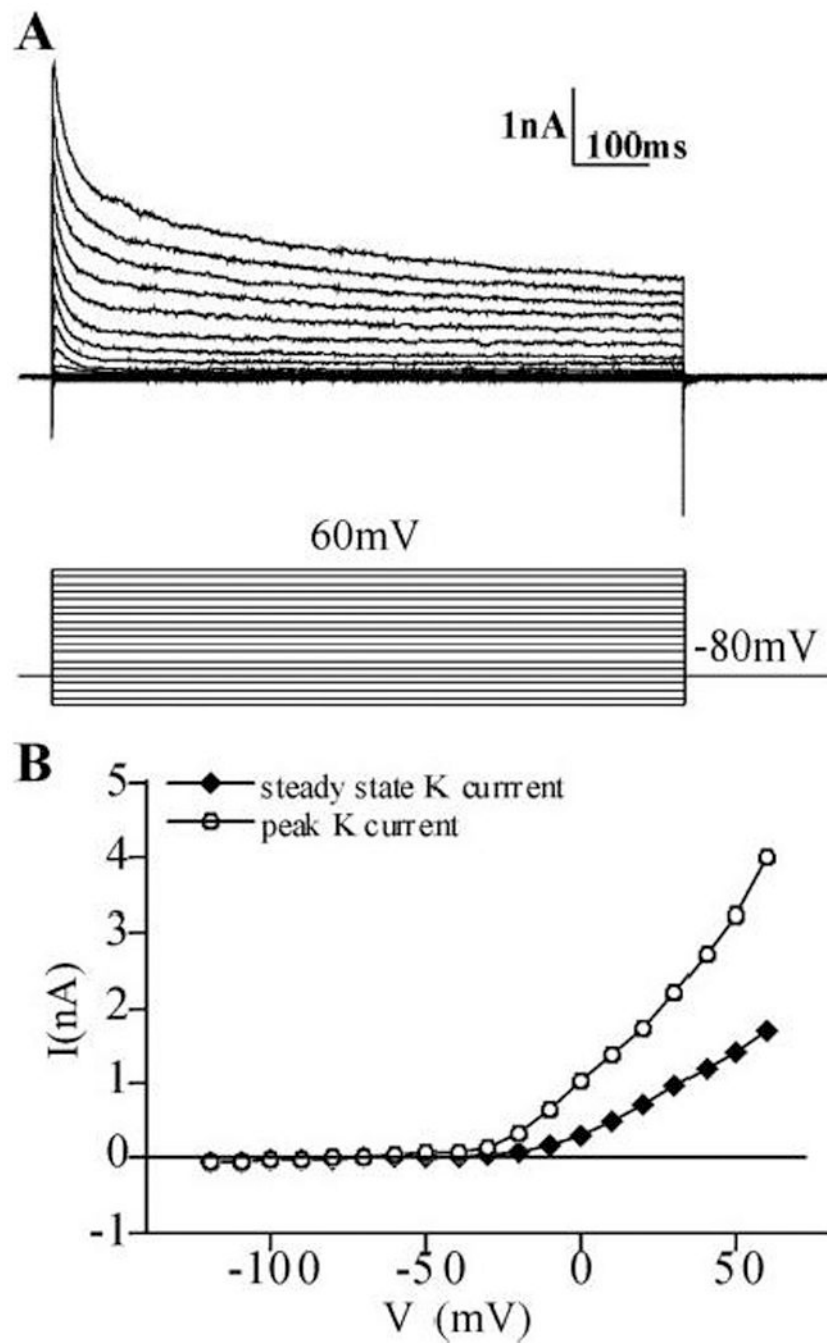 A
1nA
100ms
60mV
-80mV
B
5
steady state K currrent
peak K current
4
3
2
1
0
-1
I(nA)
-100
-50
0
50
V (mV)